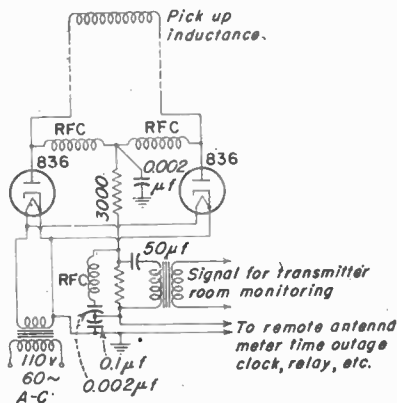 Pick up
inductance.
RFC
RFC
836
836
0.002
μf
3000
50μf
RFC
Signal for transmitter
room monitoring
To remote antenna
meter time outage
clock, relay, etc.
110v
60~
A-C
0.1μf
0.002μf